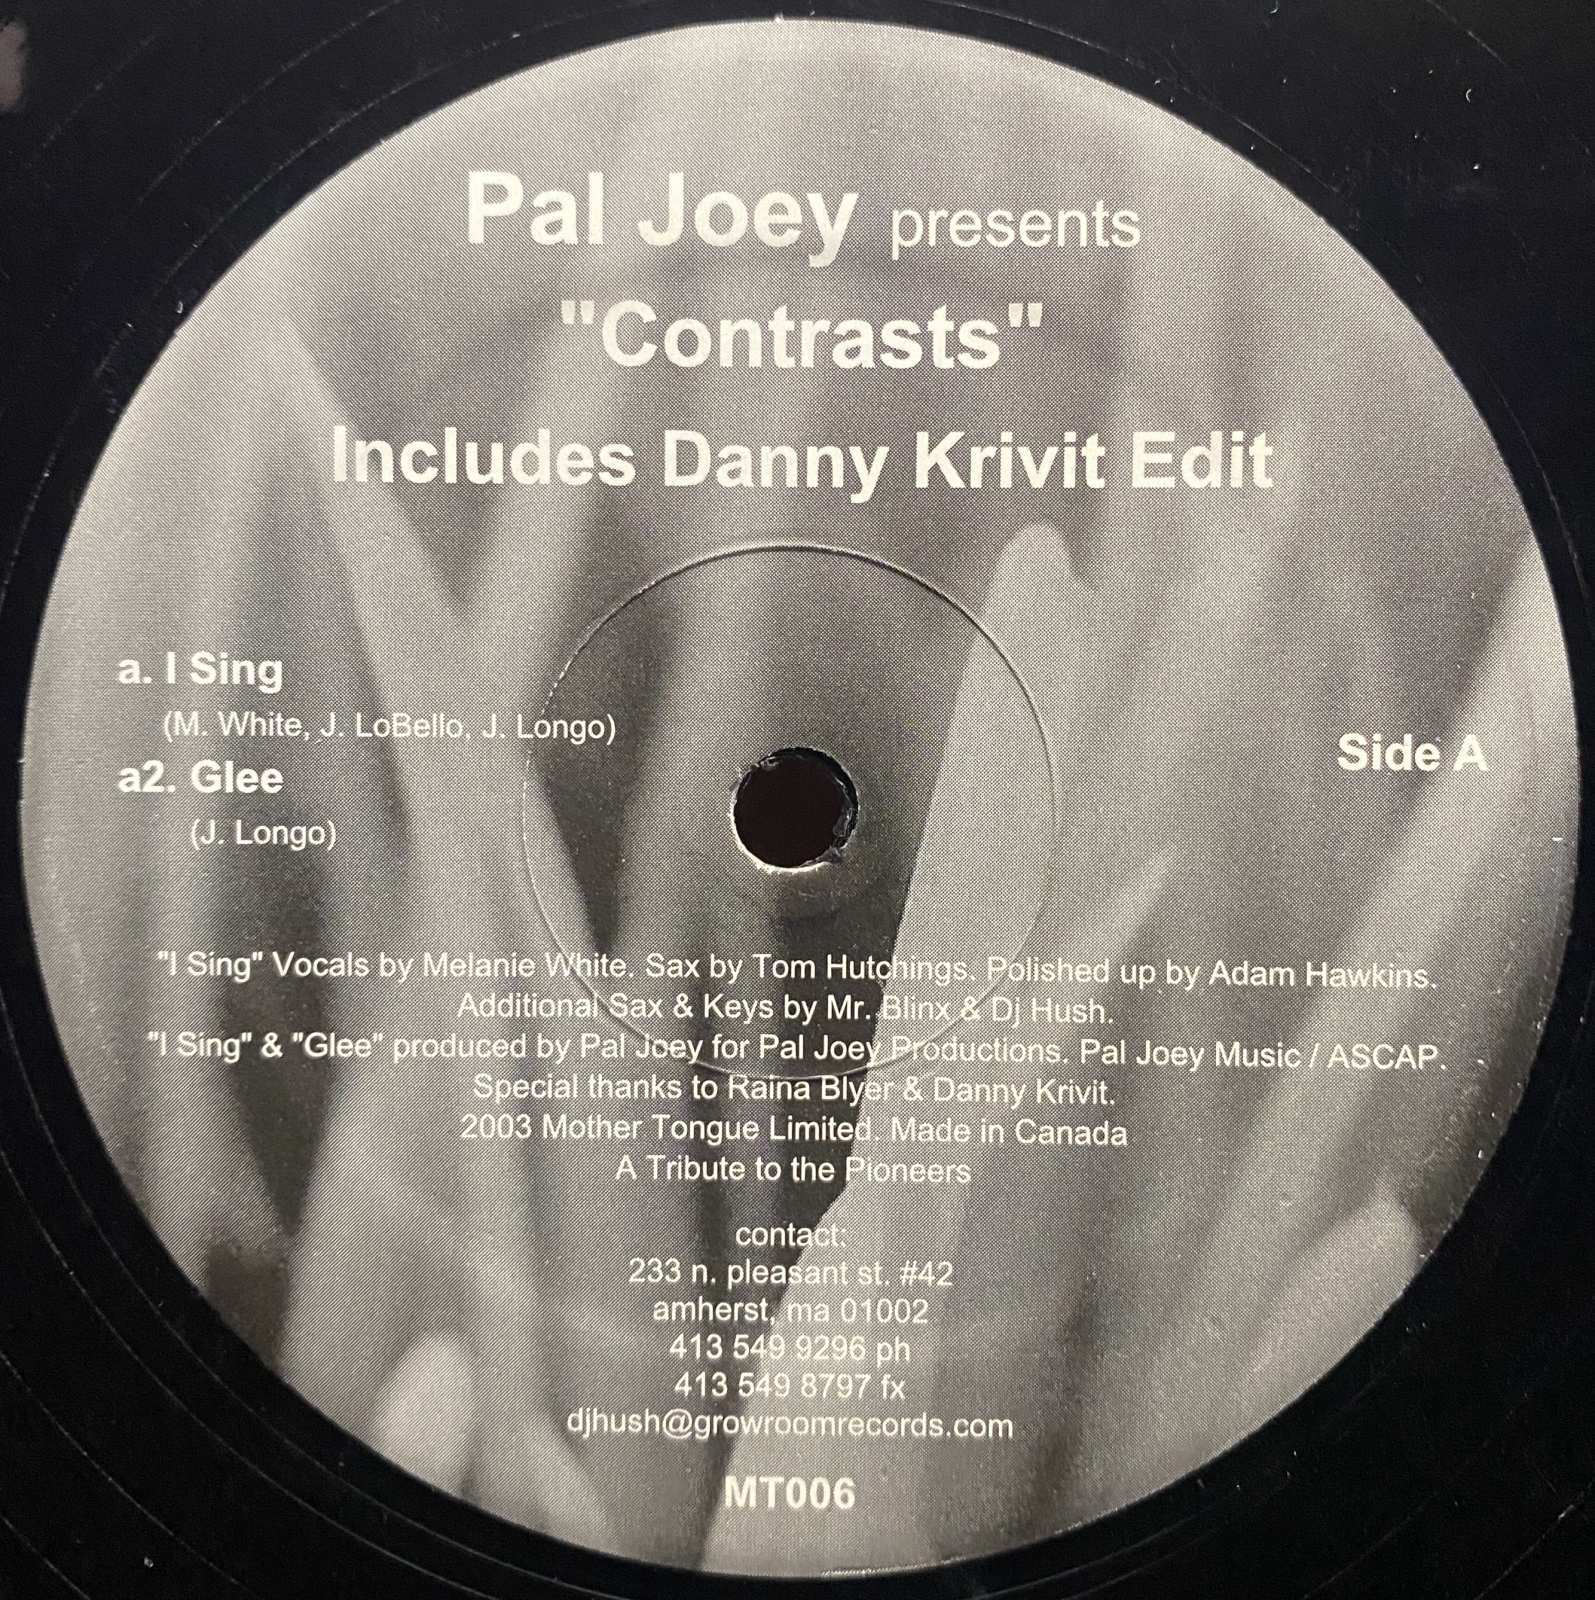 Pal Joey presents
"Contrasts"
Includes Danny Krivit Edit
a. I Sing
(M. White, J. LoBello, J. Longo)
Side A
a2. Glee
(J. Longo)
"I Sing" Vocals by Melanie White. Sax by Tom Hutchings. Polished up by Adam Hawkins.
Additional Sax & Keys by Mr. Blinx & Dj Hush.
"I Sing" & "Glee" produced by Pal Joey for Pal Joey Productions. Pal Joey Music / ASCAP.
Special thanks to Raina Blyer & Danny Krivit.
2003 Mother Tongue Limited. Made in Canada
A Tribute to the Pioneers
contact:
233 n. pleasant st. #42
amherst, ma 01002
413 549 9296 ph
413 549 8797 fx
djhush@growroomrecords.com
MT006